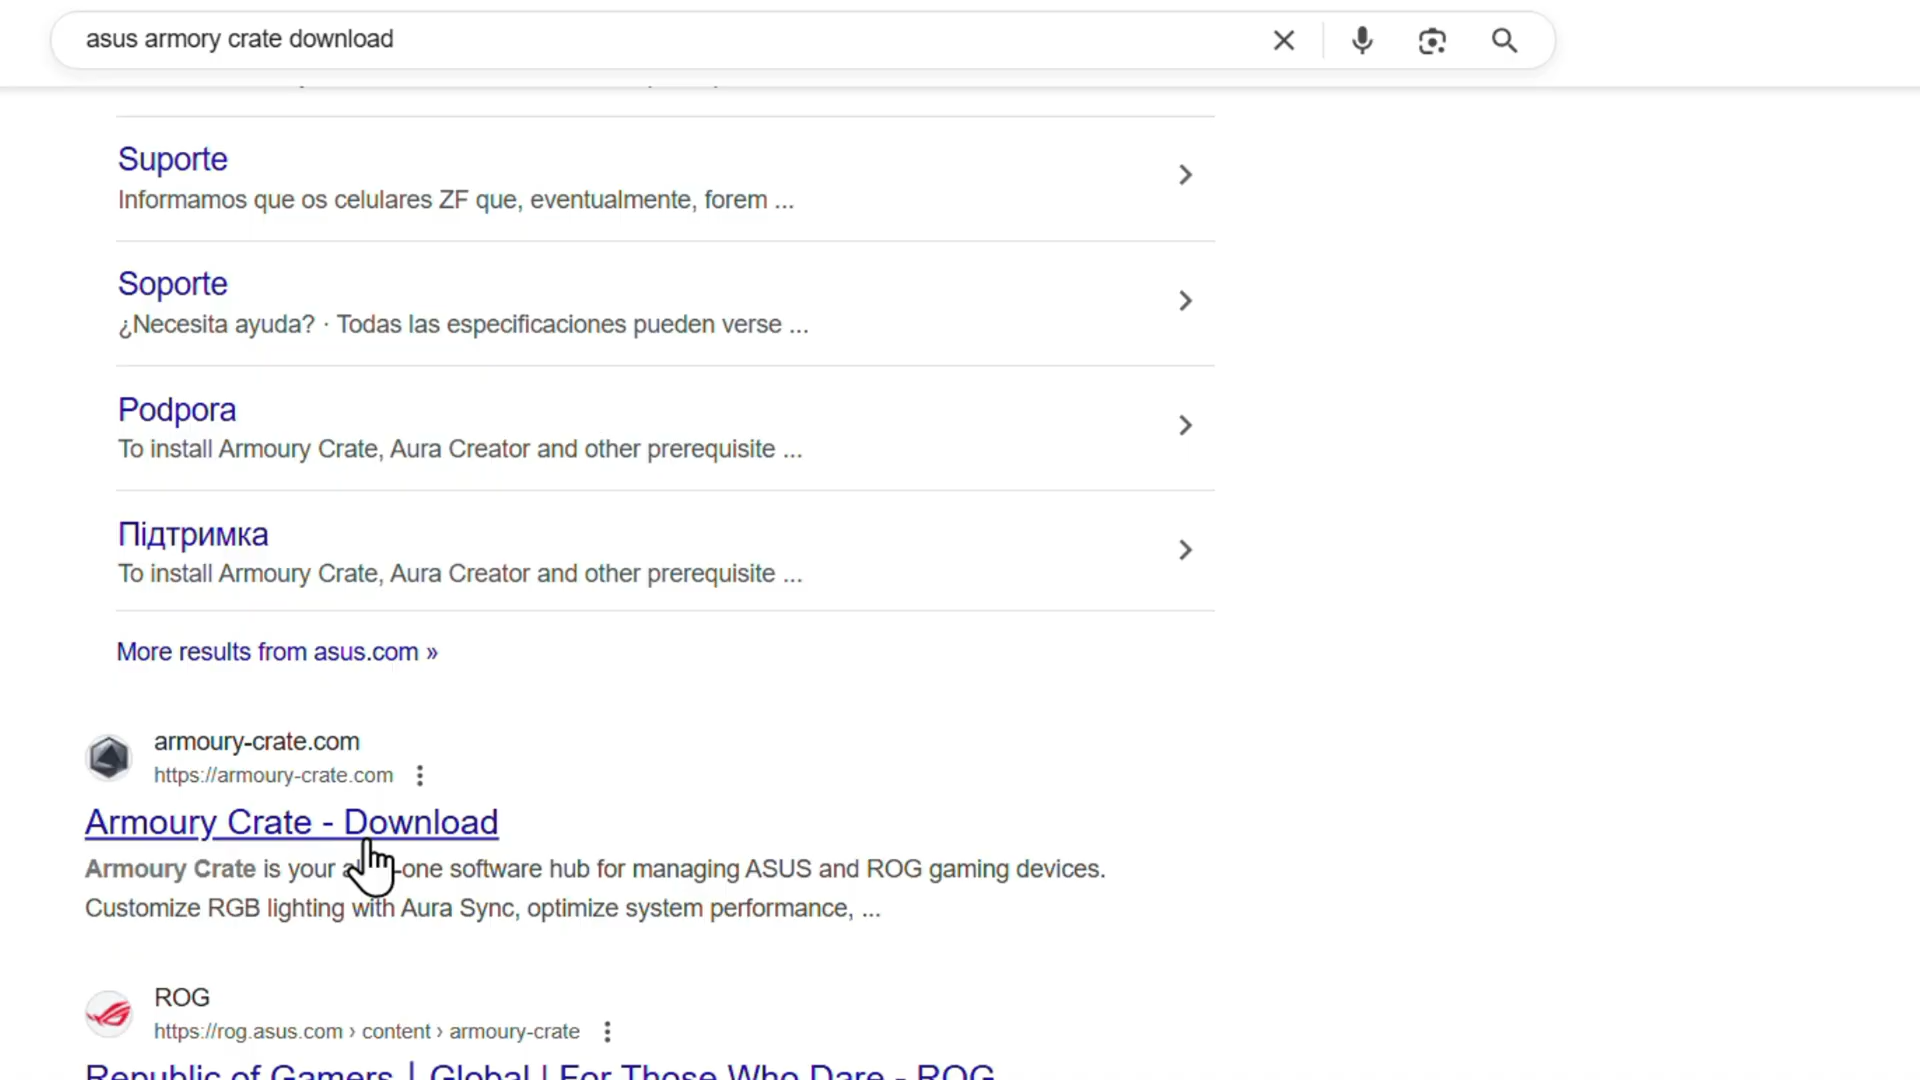 asus armory crate download
Suporte
Informamos que os celulares ZF que, eventualmente, forem ...
Soporte
¿Necesita ayuda? · Todas las especificaciones pueden verse ...
Podpora
To install Armoury Crate, Aura Creator and other prerequisite ...
Підтримка
To install Armoury Crate, Aura Creator and other prerequisite ...
More results from asus.com »
armoury-crate.com
https://armoury-crate.com
Armoury Crate - Download
Armoury Crate is your -one software hub for managing ASUS and ROG gaming devices.
Customize RGB lighting with Aura Sync, optimize system performance, ...
ROG
https://rog.asus.com › content › armoury-crate
Republic of Gamers | Global | For Those Who Dare - ROG